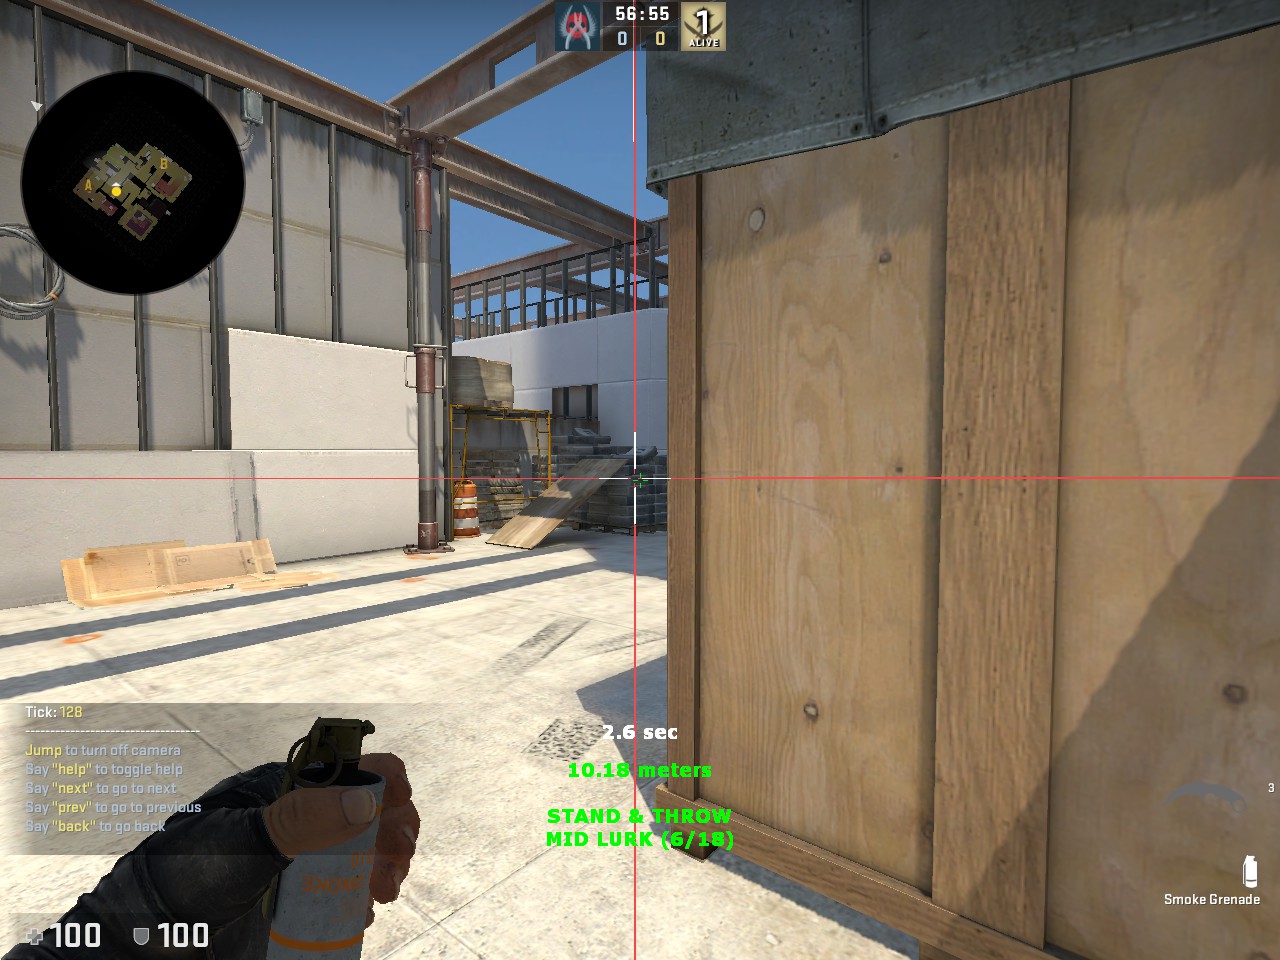 56:55
0 0
1
ALIVE
B
A
Tick: 128
Jump to turn off camera
Say "help" to toggle help
Say "next" to go to next
Say "prev" to go to previous
Say "back" to go back
2.6 sec
10.18 meters
STAND & THROW
MID LURK (6/18)
3
Smoke Grenade
100 100